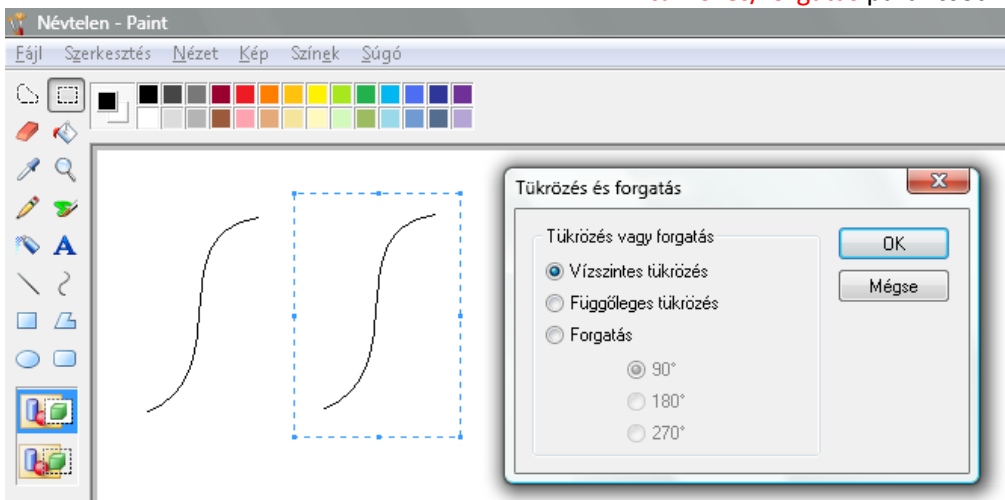 Névtelen - Paint
Fájl Szerkesztés Nézet Kép Színek Súgó
A
Tükrözés és forgatás
Tükrözés vagy forgatás
Vízszintes tükrözés
Függőleges tükrözés
Forgatás
90°
180°
270°
OK
Mégse